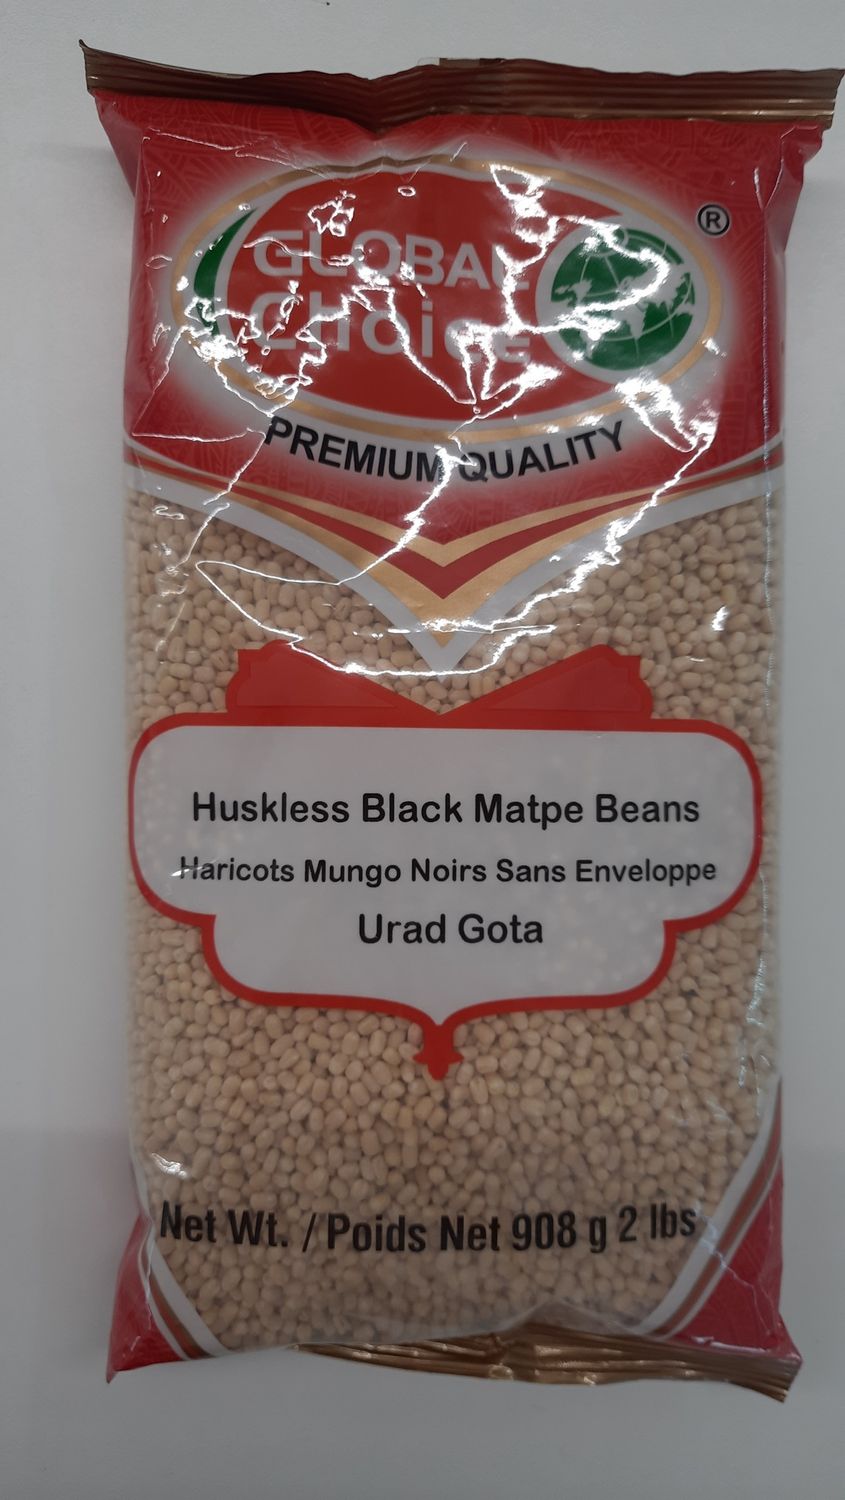 GLOBAL
Choice
®
PREMIUM QUALITY
Huskless Black Matpe Beans
Haricots Mungo Noirs Sans Enveloppe
Urad Gota
Net Wt. / Poids Net 908 g 2 lbs